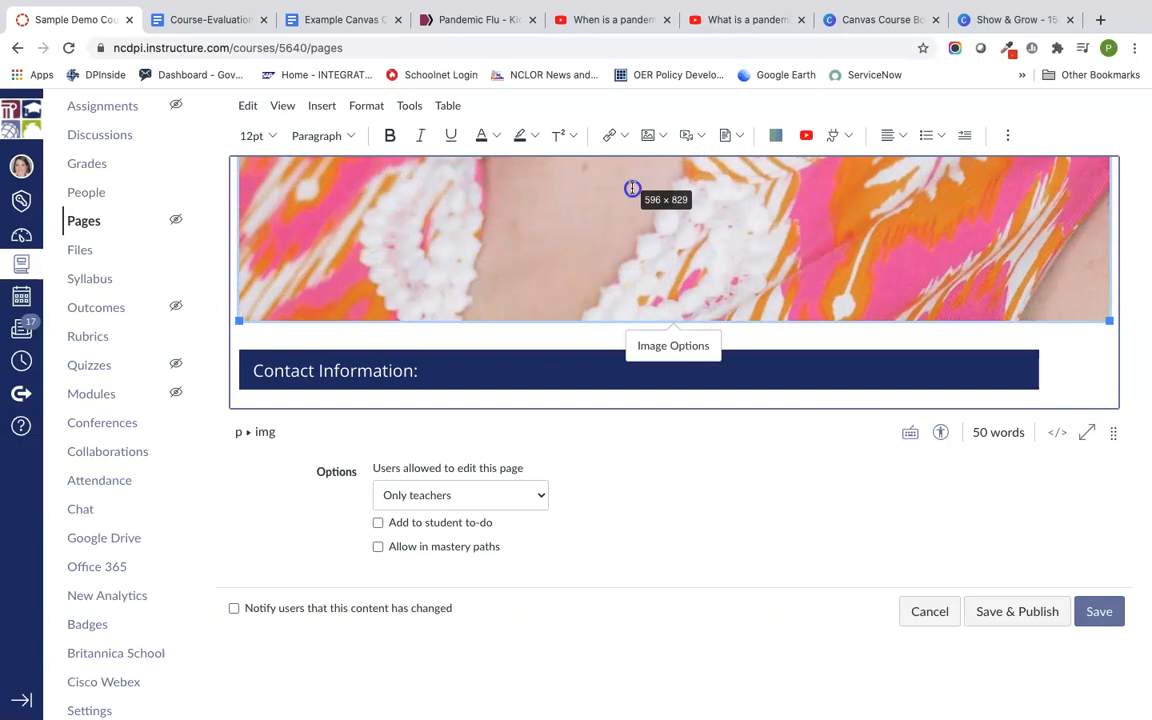 Sample Demo Cou
Course-Evaluation
Example Canvas C
Pandemic Flu - Ki
When is a pandem
What is a pandemi
Canvas Course B
Show & Grow - 15
ncdpi.instructure.com/courses/5640/pages
P
Apps
DPInside
Dashboard - Gov...
Home - INTEGRAT...
Schoolnet Login
NCLOR News and...
OER Policy Develo...
Google Earth
ServiceNow
»
Other Bookmarks
Edit View Insert Format Tools Table
12pt Paragraph B I U A T²
596 x 829
Image Options
Contact Information:
p ▸ img
50 words </>
Options
Users allowed to edit this page
Only teachers
Add to student to-do
Allow in mastery paths
Notify users that this content has changed
Cancel
Save & Publish
Save
17
Assignments
Discussions
Grades
People
Pages
Files
Syllabus
Outcomes
Rubrics
Quizzes
Modules
Conferences
Collaborations
Attendance
Chat
Google Drive
Office 365
New Analytics
Badges
Britannica School
Cisco Webex
Settings